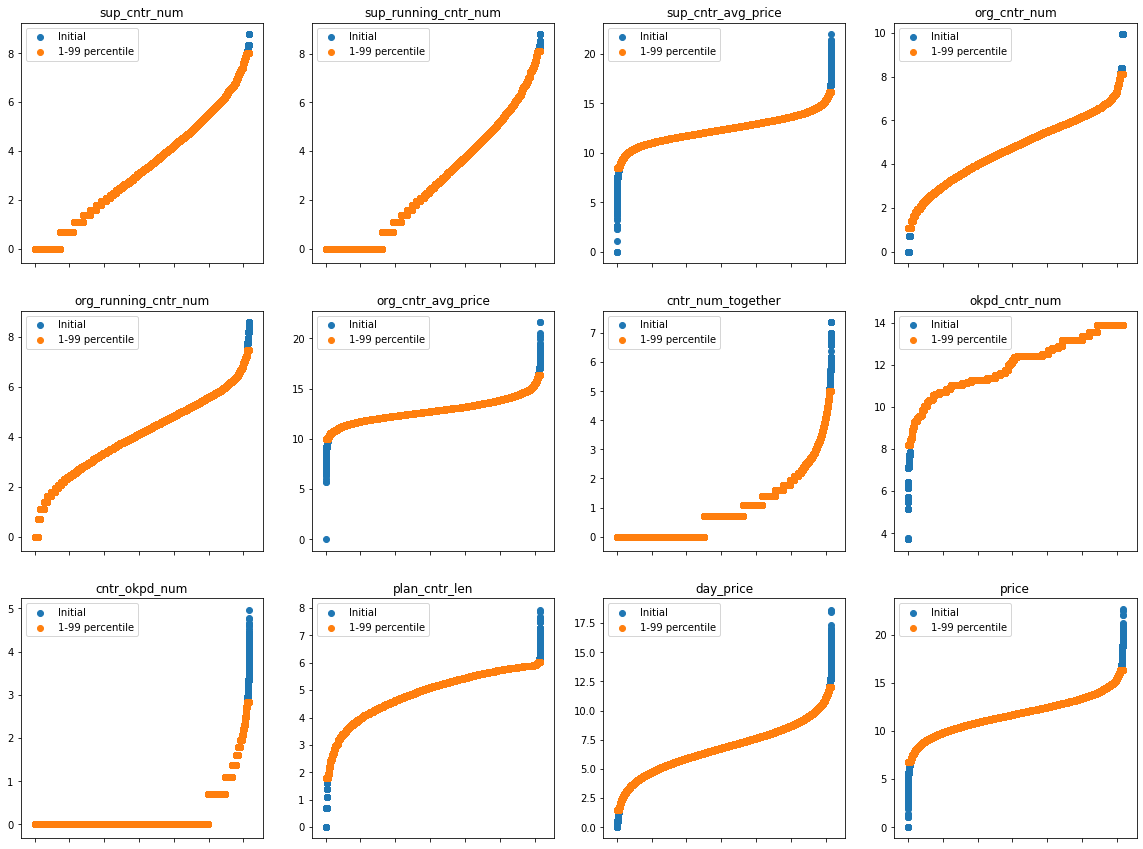 sup_cntr_num
Initial
1-99 percentile
8
6
4
2
0
sup_running_cntr_num
Initial
1-99 percentile
8
6
4
2
0
sup_cntr_avg_price
Initial
1-99 percentile
20
15
10
5
0
org_cntr_num
Initial
1-99 percentile
10
8
6
4
2
0
org_running_cntr_num
Initial
1-99 percentile
8
6
4
2
0
org_cntr_avg_price
Initial
1-99 percentile
20
15
10
5
0
cntr_num_together
Initial
1-99 percentile
7
6
5
4
3
2
1
0
okpd_cntr_num
Initial
1-99 percentile
14
12
10
8
6
4
cntr_okpd_num
Initial
1-99 percentile
5
4
3
2
1
0
plan_cntr_len
Initial
1-99 percentile
8
7
6
5
4
3
2
1
0
day_price
Initial
1-99 percentile
17.5
15.0
12.5
10.0
7.5
5.0
2.5
0.0
price
Initial
1-99 percentile
20
15
10
5
0